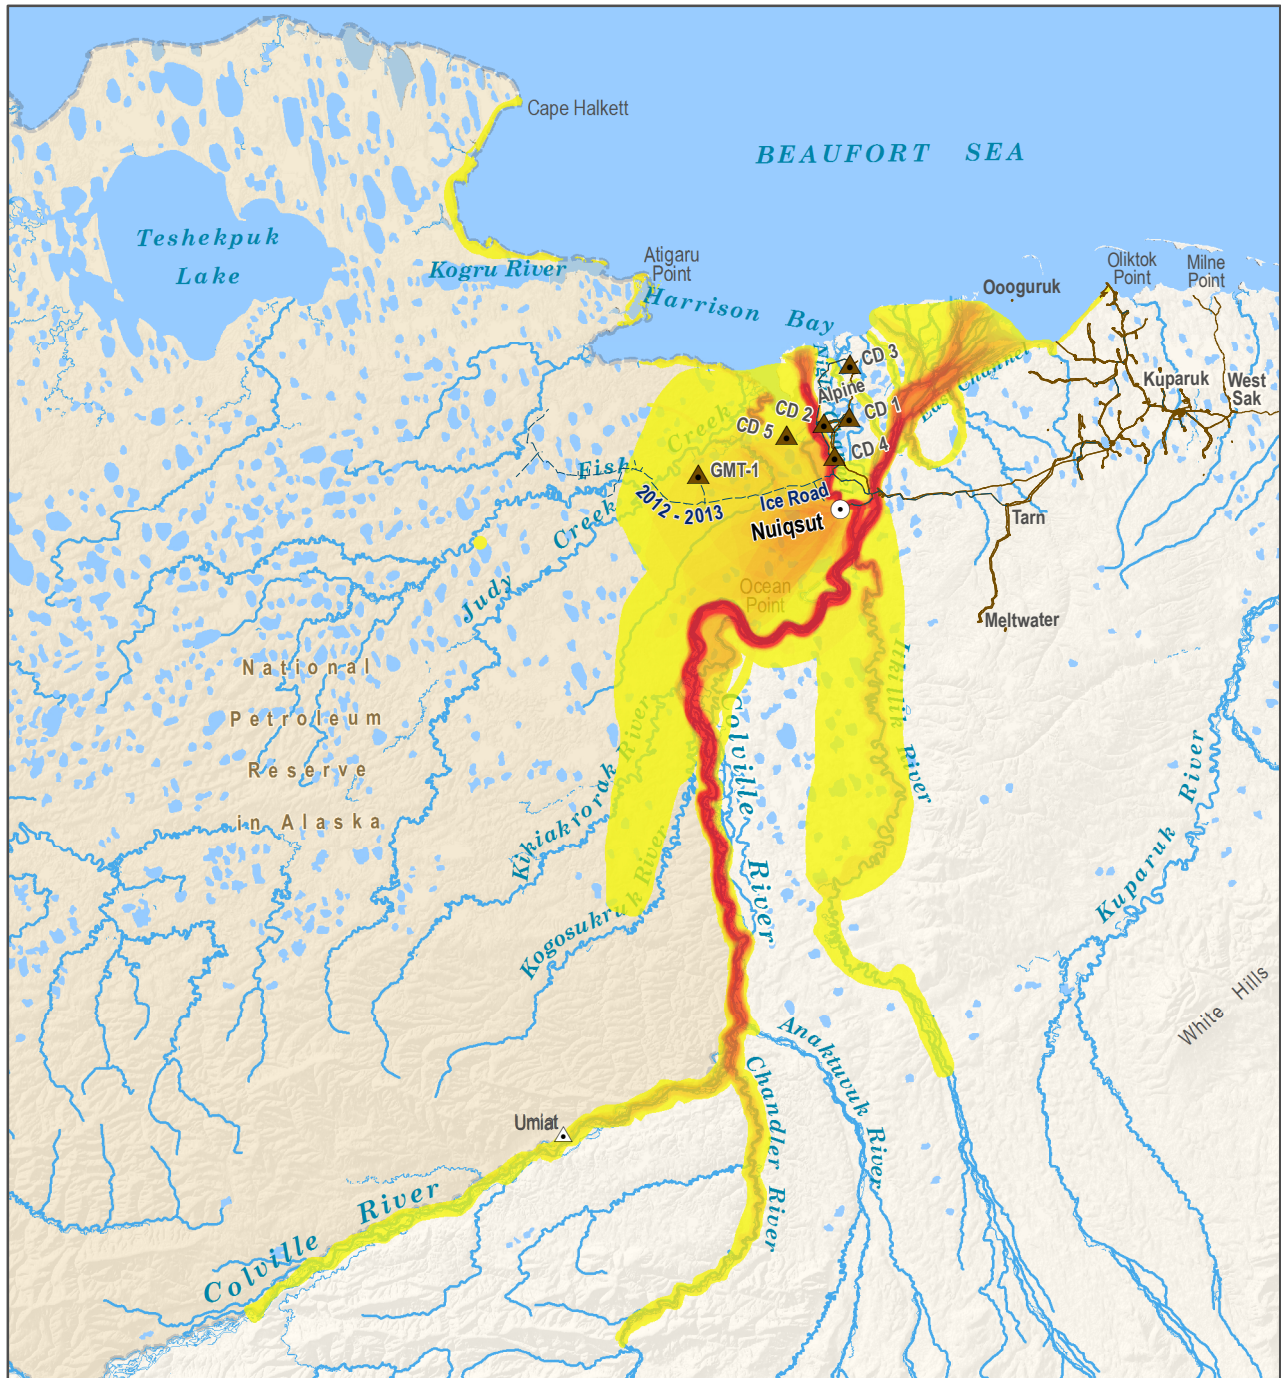 Cape Halkett
BEAUFORT SEA
Teshekpuk
Lake
Kogru River
Atigaru
Point
Harrison Bay
Oooguruk
Oliktok
Point
Milne
Point
CD 3
Alpine
Kuparuk
West
Sak
CD 2
CD 1
CD 5
CD 4
East Channel
Creek
Fish
GMT-1
2012 - 2013
Ice Road
Nuiqsut
Creek
Judy
Tarn
Ocean
Point
Meltwater
National
Petroleum
Reserve
in Alaska
Itkillik River
Colville River
Kikiakrorak River
Kogosukruk River
Kuparuk River
White Hills
Anaktuvuk River
Chandler River
Umiat
Colville River